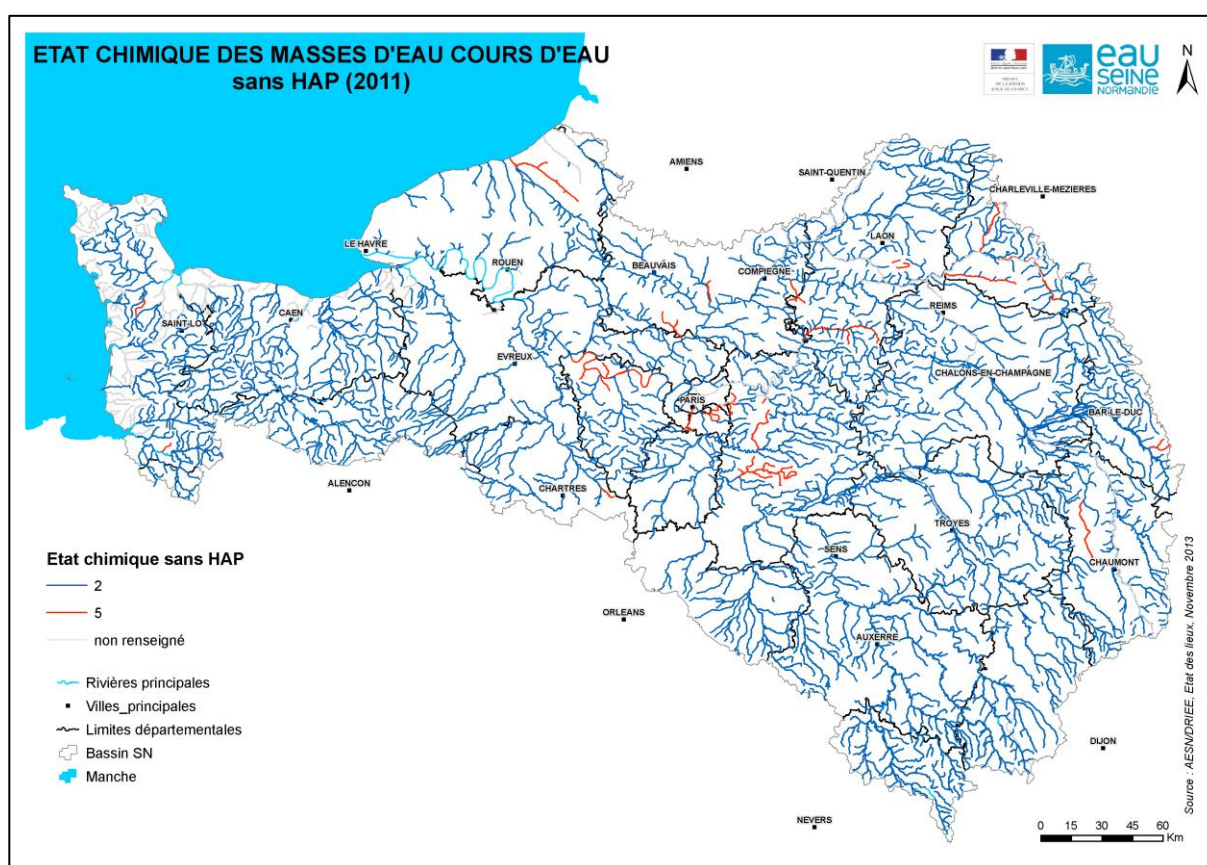 ETAT CHIMIQUE DES MASSES D'EAU COURS D'EAU
sans HAP (2011)
eau
SEINE
NORMANDIE
N
AMIENS
SAINT-QUENTIN
CHARLEVILLE-MEZIERES
LE HAVRE
ROUEN
BEAUVAIS
COMPIEGNE
LAON
REIMS
SAINT-LO
CAEN
EVREUX
CHALONS-EN-CHAMPAGNE
PARIS
BAR-LE-DUC
ALENCON
CHARTRES
TROYES
SENS
CHAUMONT
ORLEANS
AUXERRE
DIJON
NEVERS
Etat chimique sans HAP
2
5
non renseigné
Rivières principales
Villes_principales
Limites départementales
Bassin SN
Manche
0 15 30 45 60
Km
Source : AESN/DRIEE, Etat des lieux, Novembre 2013